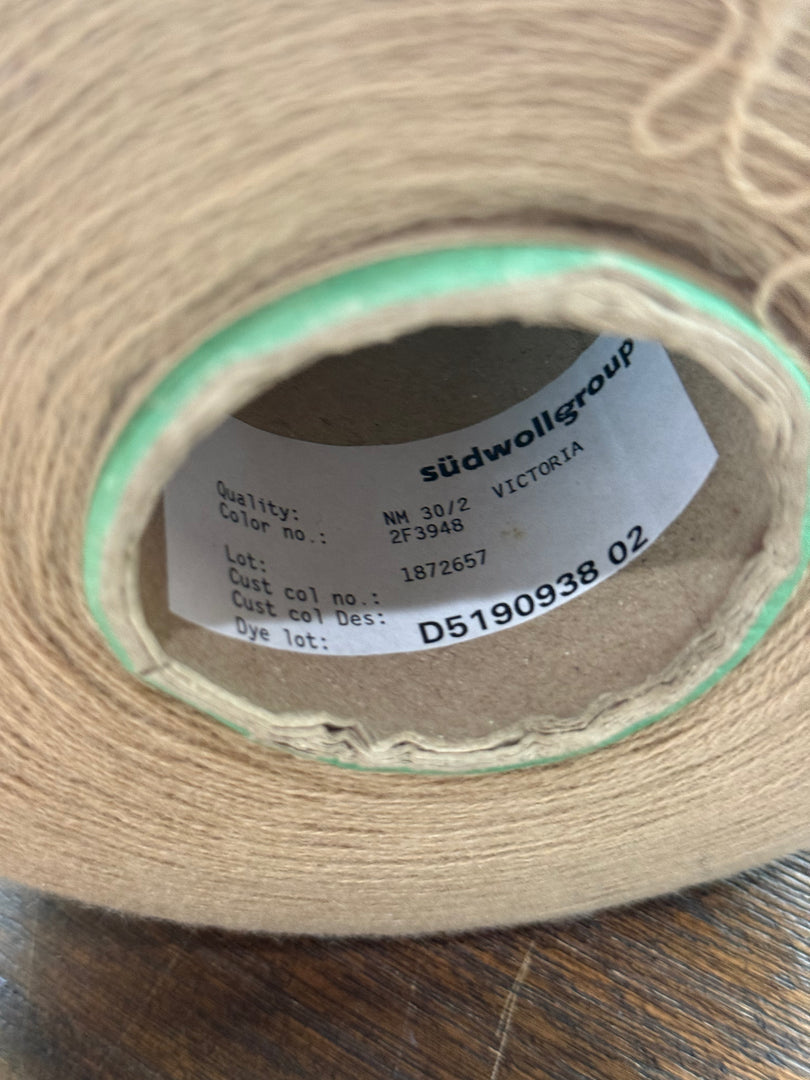 südwollgroup
Quality: NM 30/2 VICTORIA
Color no.: 2F3948
Lot: 1872657
Cust col no.:
Cust col Des:
Dye lot: D5190938 02